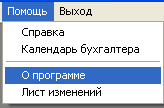 Помощь Выход
Справка
Календарь бухгалтера
О программе
Лист изменений